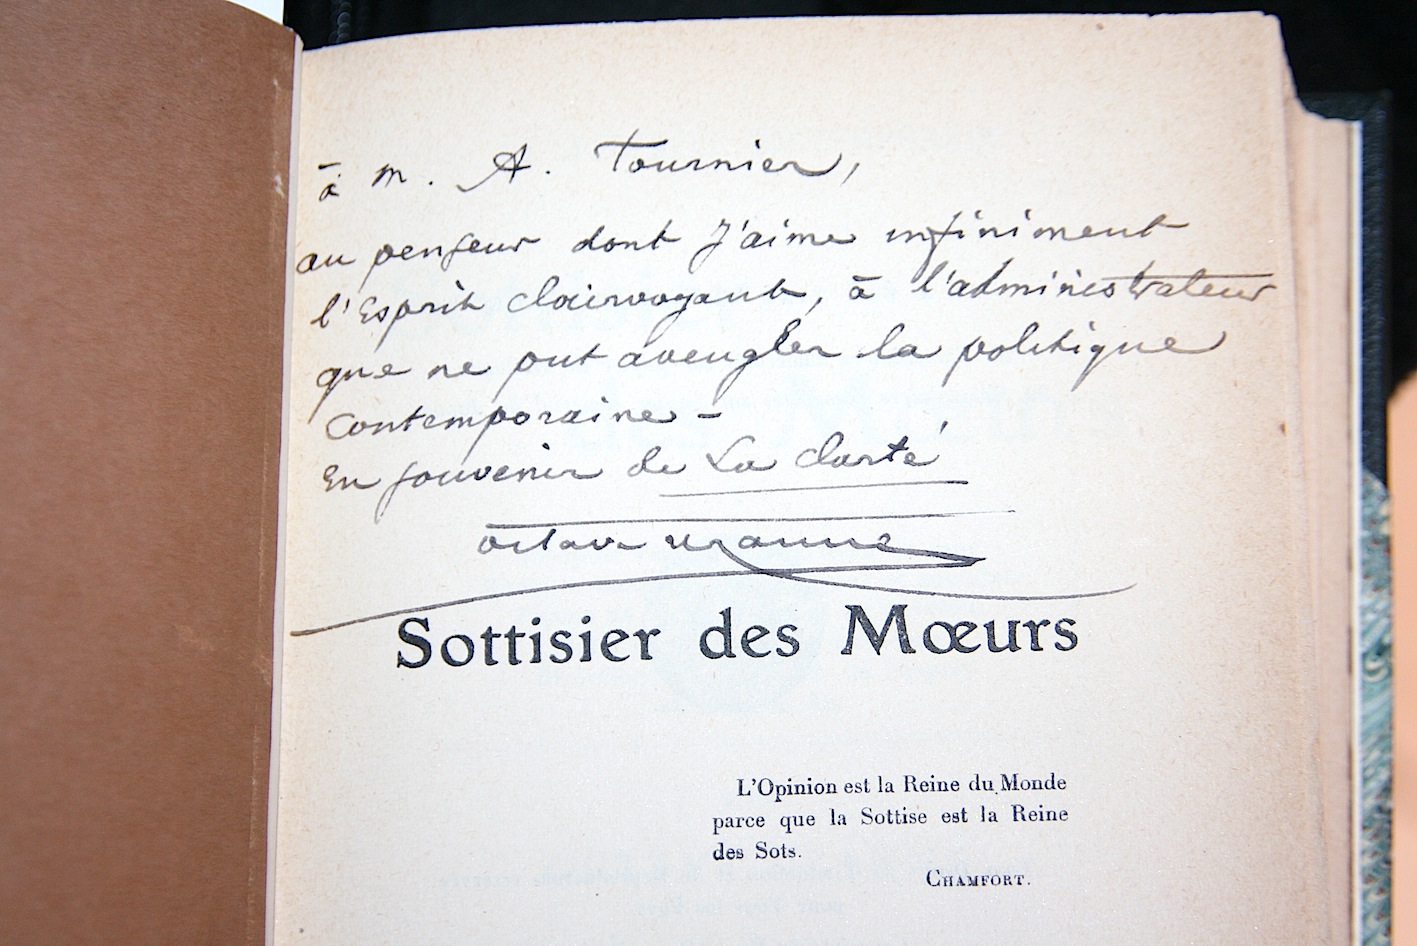 à M. A. Tournier,
au penseur dont j'aime infiniment
l'Esprit clairvoyant, à l'administrateur
que ne put aveugler la politique
contemporaine -
En souvenir de La Clarté
octave uzanne
Sottisier des Mœurs
L'Opinion est la Reine du Monde
parce que la Sottise est la Reine
des Sots.
CHAMFORT.